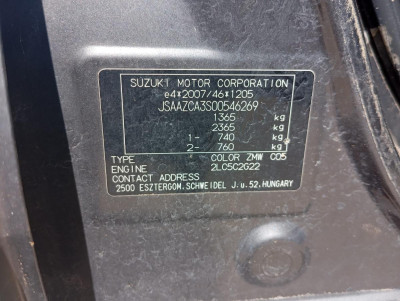 SUZUKI MOTOR CORPORATION
e4*2007/46*1205
JSAAZCA3S00546269
1365 kg
2365 kg
1- 740 kg
2- 760 kg
TYPE × COLOR ZMW C05
ENGINE 2LC5C2G22
CONTACT ADDRESS
2500 ESZTERGOM.SCHWEIDEL J.u.52.HUNGARY